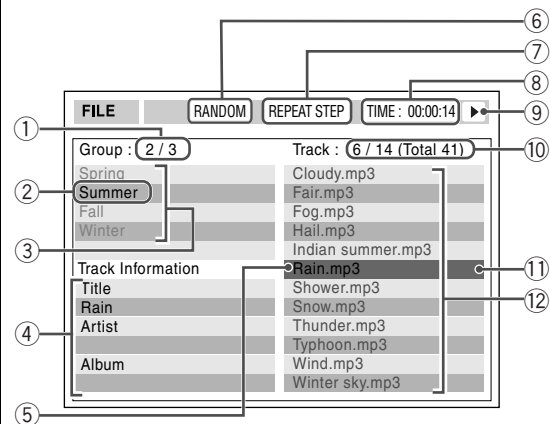 ⑥
⑦
⑧
FILE RANDOM REPEAT STEP TIME : 00:00:14 ⑨
① Group : 2 / 3 Track : 6 / 14 (Total 41) ⑩
Spring Cloudy.mp3
② Summer Fair.mp3
Fall Fog.mp3
Winter Hail.mp3
③ Indian summer.mp3
Track Information Rain.mp3 ⑪
Title Shower.mp3 ⑫
Rain Snow.mp3
④ Artist Thunder.mp3
Typhoon.mp3
Album Wind.mp3
Winter sky.mp3
⑤